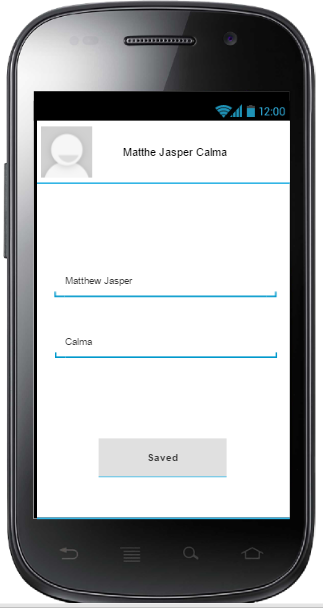 12:00
Matthe Jasper Calma
Matthew Jasper
Calma
Saved